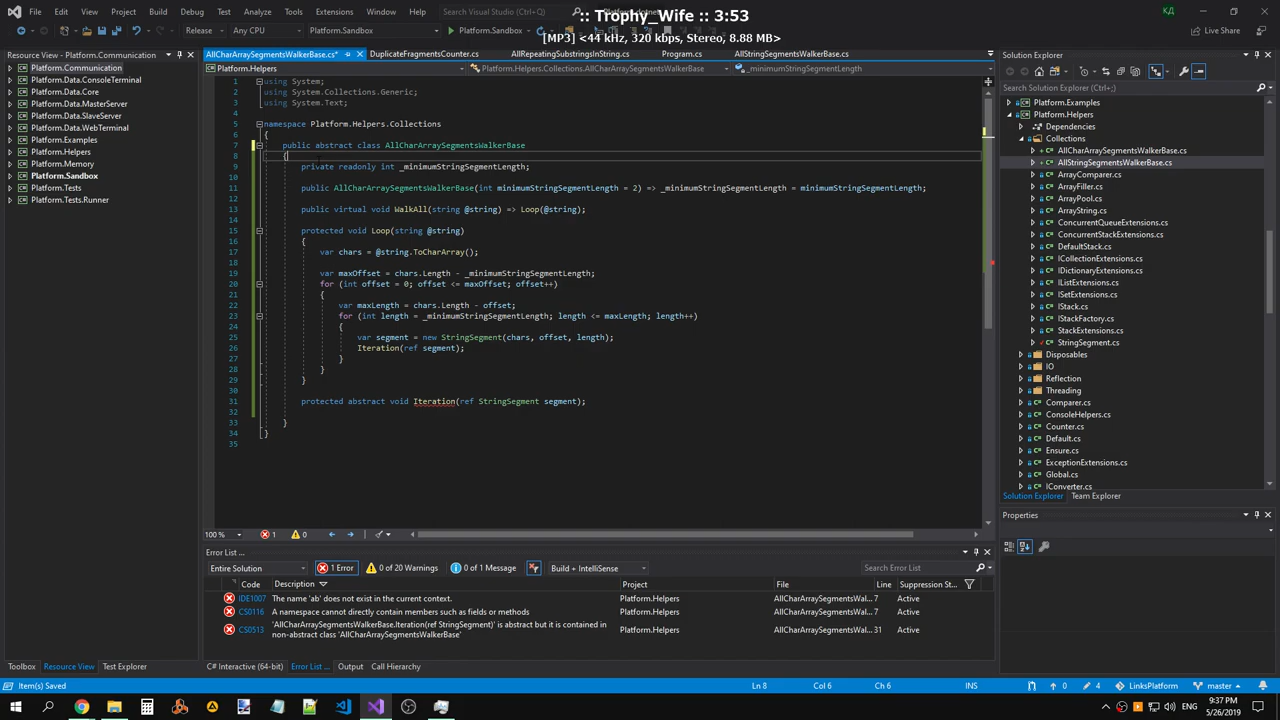 :: Trophy_Wife :: 3:53
[MP3] <44 khz, 320 kbps, Stereo, 8.88 MB>
File Edit View Project Build Debug Test Analyze Tools Extensions Window Help Search Visual Studio (Ctrl+Q) Platform.dotnet KA
Release Any CPU Platform.Sandbox Live Share
Resource View - Platform.Communication
Platform.Communication
Platform.Data.ConsoleTerminal
Platform.Data.Core
Platform.Data.MasterServer
Platform.Data.SlaveServer
Platform.Data.WebTerminal
Platform.Examples
Platform.Helpers
Platform.Memory
Platform.Sandbox
Platform.Tests
Platform.Tests.Runner
AllCharArraySegmentsWalkerBase.cs* DuplicateFragmentsCounter.cs AllRepeatingSubstringsInString.cs Program.cs AllStringSegmentsWalkerBase.cs
Platform.Helpers Platform.Helpers.Collections.AllCharArraySegmentsWalkerBase _minimumStringSegmentLength
1 using System;
2 using System.Collections.Generic;
3 using System.Text;
4
5 namespace Platform.Helpers.Collections
6 {
7 public abstract class AllCharArraySegmentsWalkerBase
8 {
9 private readonly int _minimumStringSegmentLength;
10
11 public AllCharArraySegmentsWalkerBase(int minimumStringSegmentLength = 2) => _minimumStringSegmentLength = minimumStringSegmentLength;
12
13 public virtual void WalkAll(string @string) => Loop(@string);
14
15 protected void Loop(string @string)
16 {
17 var chars = @string.ToCharArray();
18
19 var maxOffset = chars.Length - _minimumStringSegmentLength;
20 for (int offset = 0; offset <= maxOffset; offset++)
21 {
22 var maxLength = chars.Length - offset;
23 for (int length = _minimumStringSegmentLength; length <= maxLength; length++)
24 {
25 var segment = new StringSegment(chars, offset, length);
26 Iteration(ref segment);
27 }
28 }
29 }
30
31 protected abstract void Iteration(ref StringSegment segment);
32
33 }
34 }
35
100 % 1 0
Error List ...
Entire Solution 1 Error 0 of 20 Warnings 0 of 1 Message Build + IntelliSense Search Error List
Code Description Project File Line Suppression St...
IDE1007 The name 'ab' does not exist in the current context. Platform.Helpers AllCharArraySegmentsWal... 7 Active
CS0116 A namespace cannot directly contain members such as fields or methods Platform.Helpers AllCharArraySegmentsWal... 7 Active
CS0513 'AllCharArraySegmentsWalkerBase.Iteration(ref StringSegment)' is abstract but it is contained in Platform.Helpers AllCharArraySegmentsWal... 31 Active
non-abstract class 'AllCharArraySegmentsWalkerBase'
Solution Explorer
Search Solution Explorer (Ctrl+;)
Platform.Examples
Platform.Helpers
Dependencies
Collections
AllCharArraySegmentsWalkerBase.cs
AllStringSegmentsWalkerBase.cs
ArrayComparer.cs
ArrayFiller.cs
ArrayPool.cs
ArrayString.cs
ConcurrentQueueExtensions.cs
ConcurrentStackExtensions.cs
DefaultStack.cs
ICollectionExtensions.cs
IDictionaryExtensions.cs
IListExtensions.cs
ISetExtensions.cs
IStack.cs
IStackFactory.cs
StackExtensions.cs
StringSegment.cs
Disposables
IO
Reflection
Threading
Comparer.cs
ConsoleHelpers.cs
Counter.cs
Default.cs
Ensure.cs
ExceptionExtensions.cs
Global.cs
IConverter.cs
Solution Explorer Team Explorer
Properties
Toolbox Resource View Test Explorer C# Interactive (64-bit) Error List ... Output Call Hierarchy
Item(s) Saved Ln 8 Col 6 Ch 6 INS 0 4 LinksPlatform master
ENG 9:37 PM
5/26/2019